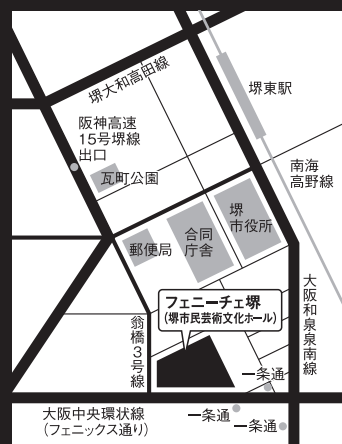 堺大和高田線
堺東駅
阪神高速
15号堺線
出口
南海
高野線
瓦町公園
堺
市役所
合同
庁舎
郵便局
大阪和泉泉南線
フェニーチェ堺
(堺市民芸術文化ホール)
翁橋3号線
一条通
大阪中央環状線
(フェニックス通り)
一条通
一条通